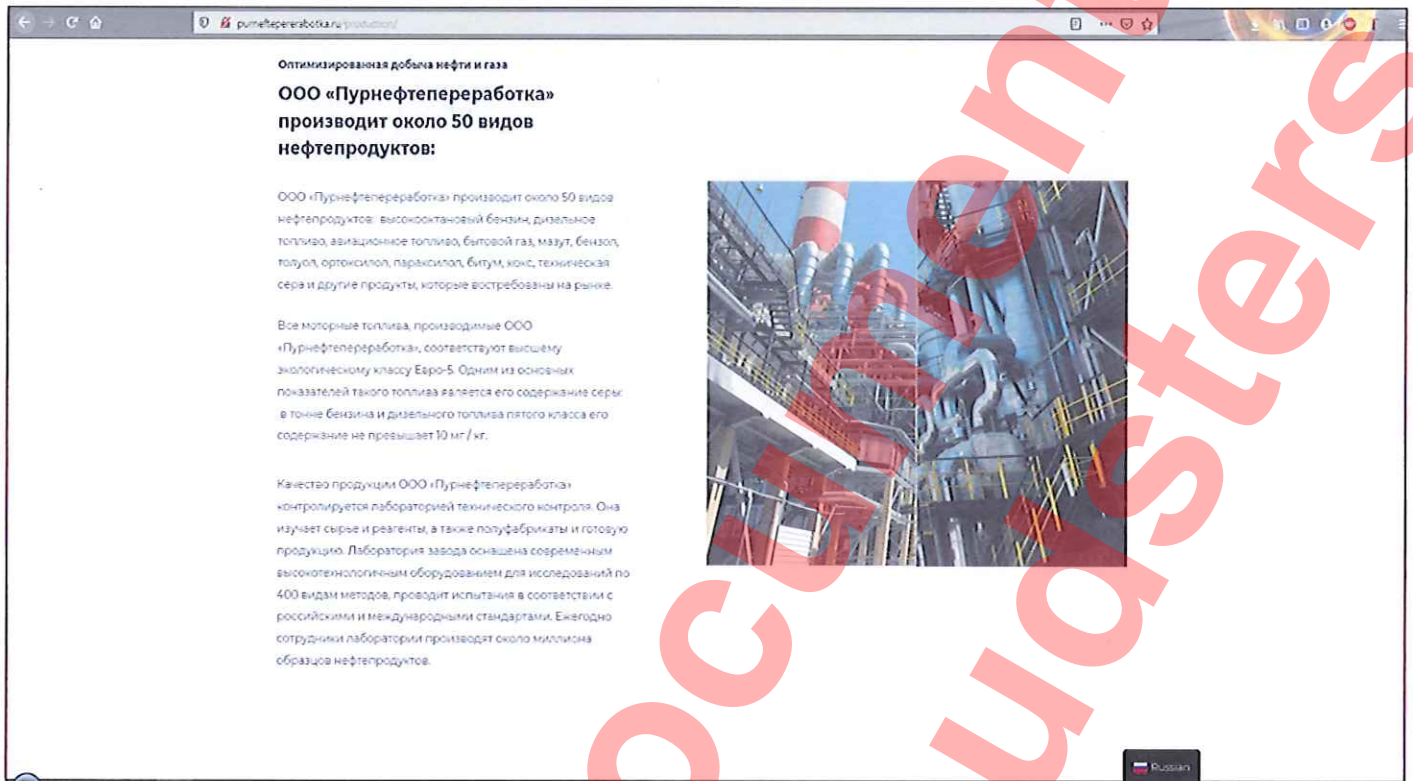 purneftepererabotka.ru/production/
Оптимизированная добыча нефти и газа
ООО «Пурнефтепереработка»
производит около 50 видов
нефтепродуктов:
ООО «Пурнефтепереработка» производит около 50 видов
нефтепродуктов: высокооктановый бензин, дизельное
топливо, авиационное топливо, бытовой газ, мазут, бензол,
толуол, ортоксилол, параксилол, битум, кокс, техническая
сера и другие продукты, которые востребованы на рынке.
Все моторные топлива, производимые ООО
«Пурнефтепереработка», соответствуют высшему
экологическому классу Евро-5. Одним из основных
показателей такого топлива является его содержание серы:
в тонне бензина и дизельного топлива пятого класса его
содержание не превышает 10 мг / кг.
Качество продукции ООО «Пурнефтепереработка»
контролируется лабораторией технического контроля. Она
изучает сырье и реагенты, а также полуфабрикаты и готовую
продукцию. Лаборатория завода оснащена современным
высокотехнологичным оборудованием для исследований по
400 видам методов, проводит испытания в соответствии с
российскими и международными стандартами. Ежегодно
сотрудники лаборатории производят около миллиона
образцов нефтепродуктов.
Russian
ocument
udsters